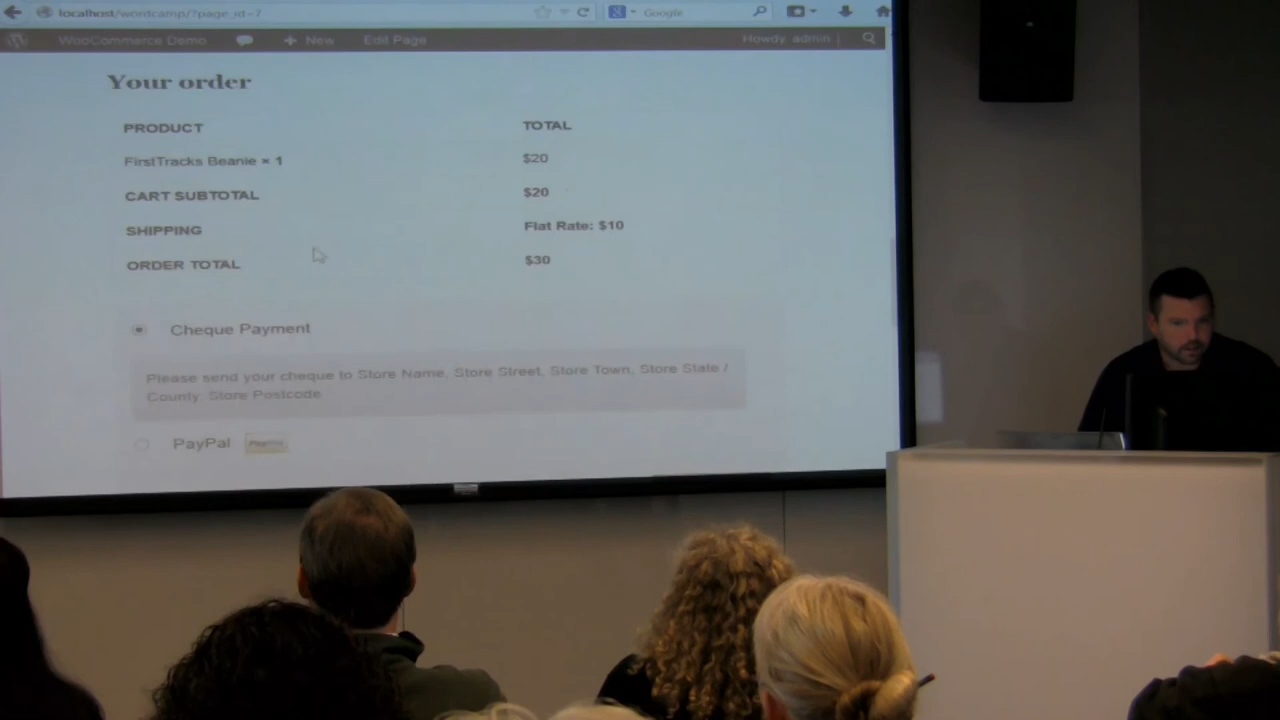 localhost/wordcamp/?page_id=7
Google
WooCommerce Demo
New
Edit Page
Howdy, admin
Your order
PRODUCT
TOTAL
FirstTracks Beanie × 1
$20
CART SUBTOTAL
$20
SHIPPING
Flat Rate: $10
ORDER TOTAL
$30
Cheque Payment
Please send your cheque to Store Name, Store Street, Store Town, Store State /
County, Store Postcode.
PayPal
PayPal